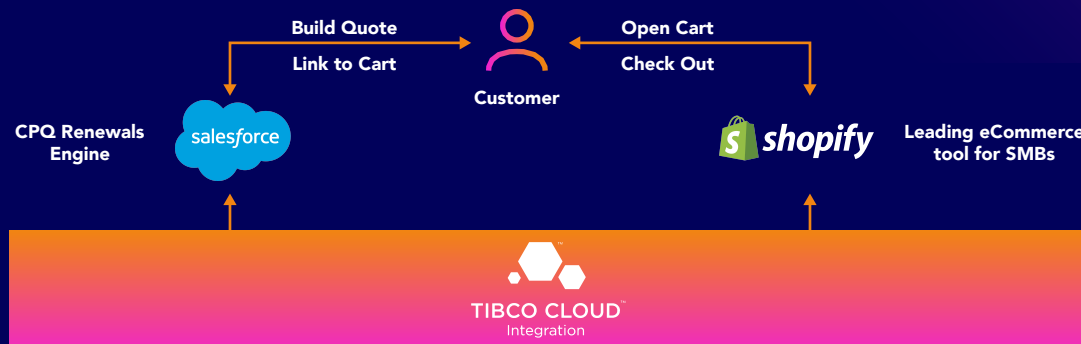 Build Quote
Link to Cart
Open Cart
Check Out
Customer
CPQ Renewals
Engine
salesforce
S shopify
Leading eCommerce
tool for SMBs
TIBCO CLOUD™
Integration